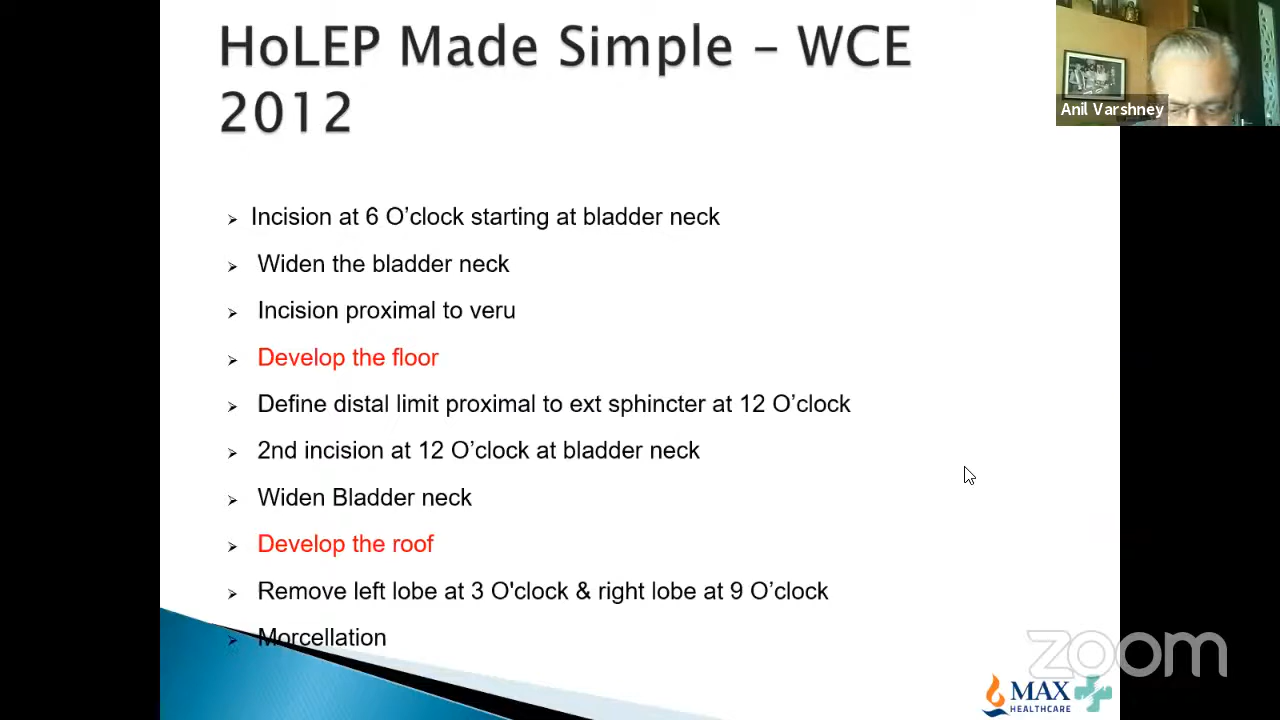 HoLEP Made Simple – WCE
2012
Anil Varshney
Incision at 6 O’clock starting at bladder neck
Widen the bladder neck
Incision proximal to veru
Develop the floor
Define distal limit proximal to ext sphincter at 12 O’clock
2nd incision at 12 O’clock at bladder neck
Widen Bladder neck
Develop the roof
Remove left lobe at 3 O'clock & right lobe at 9 O’clock
Morcellation
zoom
MAX
HEALTHCARE